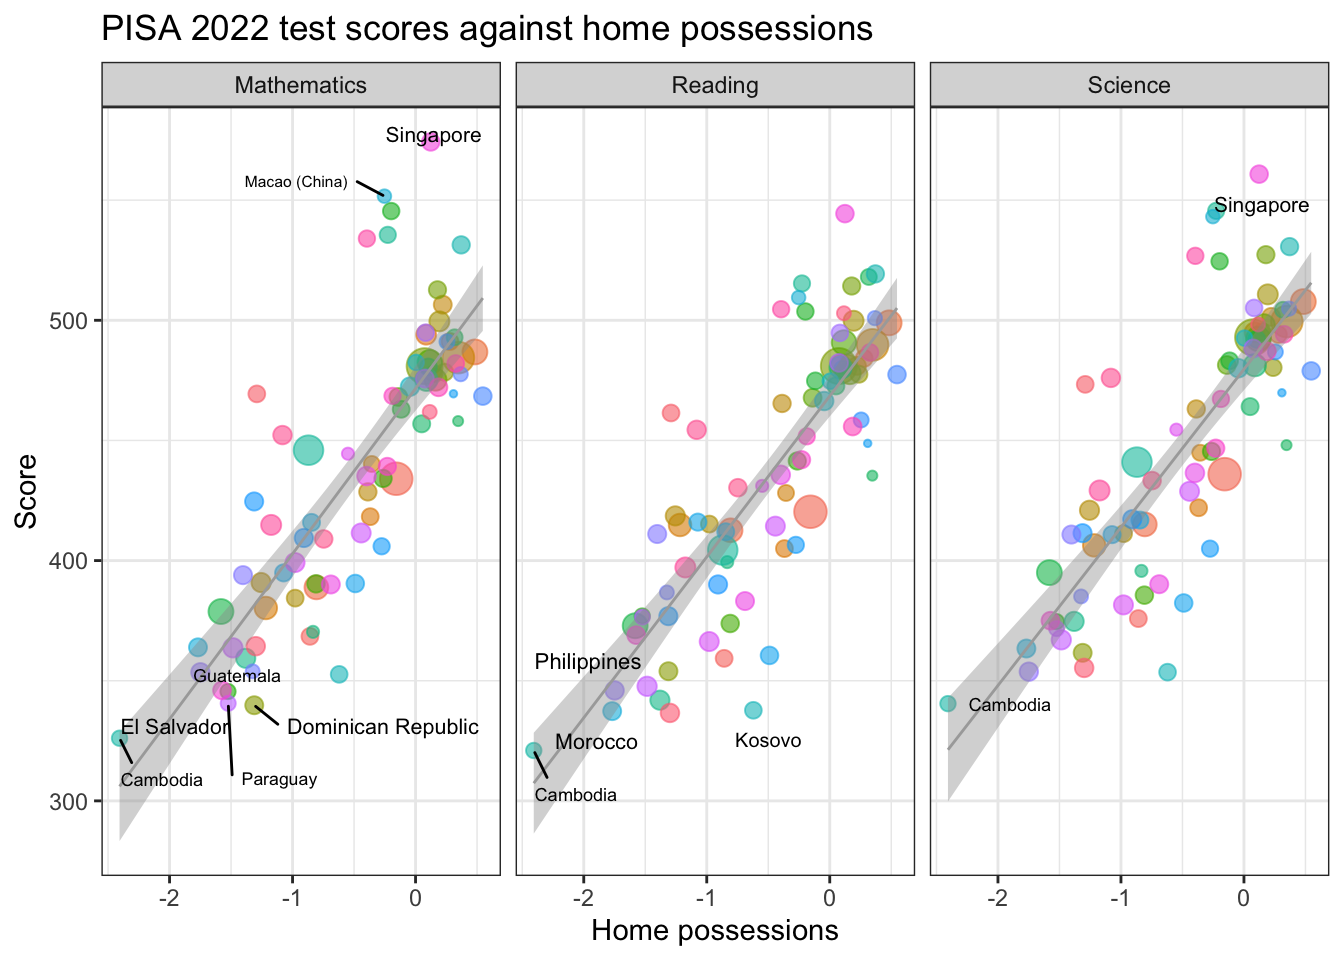 PISA 2022 test scores against home possessions
Mathematics
Reading
Science
Singapore
Macao (China)
Singapore
500
Score
400
Guatemala
Philippines
El Salvador
Dominican Republic
Cambodia
Morocco
Kosovo
Cambodia
Paraguay
Cambodia
300
-2 -1 0
-2 -1 0
-2 -1 0
Home possessions